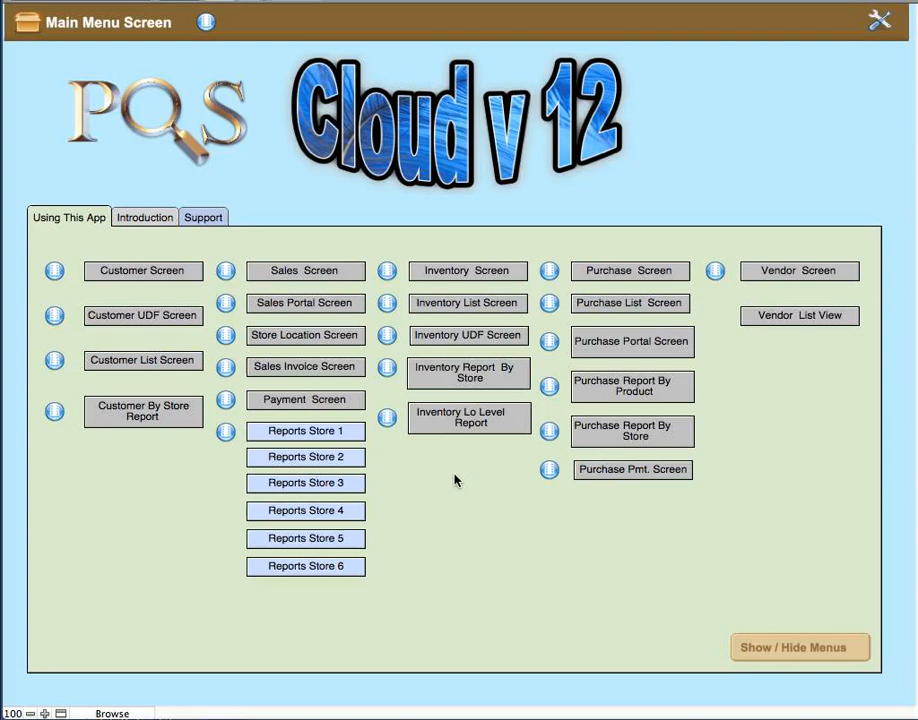 Main Menu Screen
PQS
Cloud v 12
Using This App
Introduction
Support
Customer Screen
Customer UDF Screen
Customer List Screen
Customer By Store
Report
Sales Screen
Sales Portal Screen
Store Location Screen
Sales Invoice Screen
Payment Screen
Reports Store 1
Reports Store 2
Reports Store 3
Reports Store 4
Reports Store 5
Reports Store 6
Inventory Screen
Inventory List Screen
Inventory UDF Screen
Inventory Report By
Store
Inventory Lo Level
Report
Purchase Screen
Purchase List Screen
Purchase Portal Screen
Purchase Report By
Product
Purchase Report By
Store
Purchase Pmt. Screen
Vendor Screen
Vendor List View
Show / Hide Menus
100
Browse